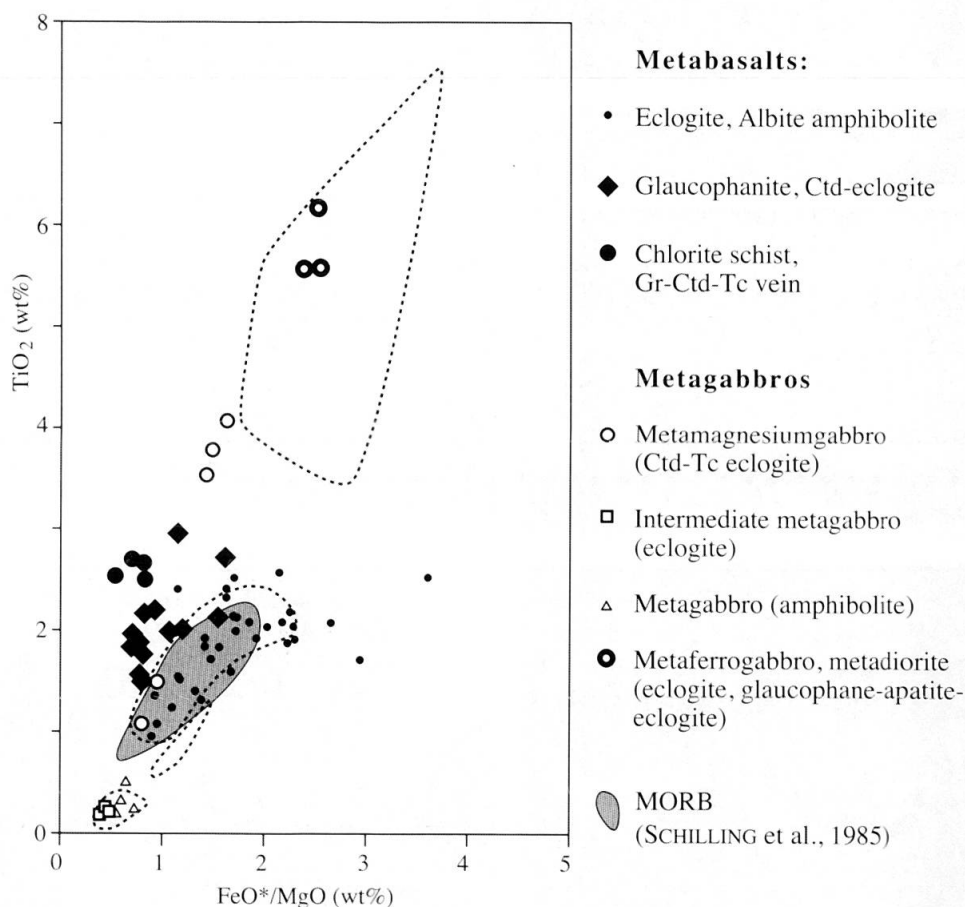 8
6
4
2
0
TiO2 (wt%)
0 1 2 3 4 5
FeO*/MgO (wt%)
Metabasalts:
Eclogite, Albite amphibolite
Glaucophanite, Ctd-eclogite
Chlorite schist,
Gr-Ctd-Tc vein
Metagabbros
Metamagnesiumgabbro
(Ctd-Tc eclogite)
Intermediate metagabbro
(eclogite)
Metagabbro (amphibolite)
Metaferrogabbro, metadiorite
(eclogite, glaucophane-apatite-
eclogite)
MORB
(SCHILLING et al., 1985)